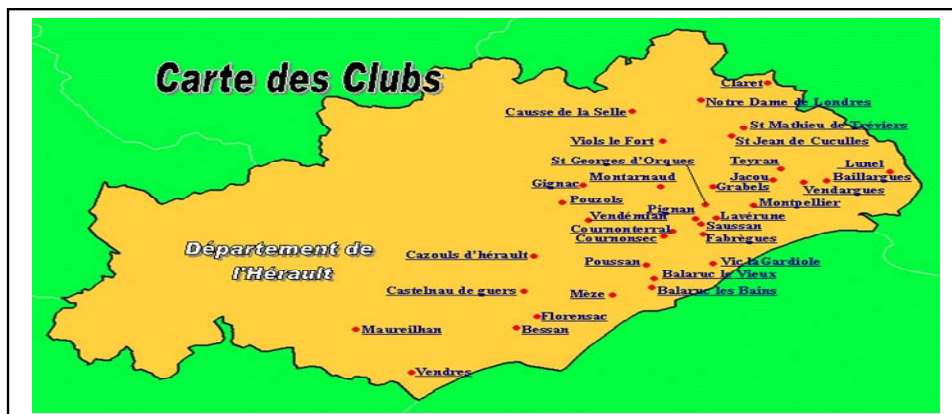 Carte des Clubs
Claret
Notre Dame de Londres
Causse de la Selle
St Mathieu de Tréviers
St Jean de Cuculles
Viols le Fort
St Georges d'Orques
Teyran
Lunel
Montarnaud
Jacou
Baillargues
Gignac
Grabels
Vendargues
Pouzols
Pignan
Montpellier
Vendémian
Lavérune
Saussan
Cournonterral
Cournonsec
Fabrègues
Département de
l'Hérault
Cazouls d'hérault
Poussan
Vic la Gardiole
Balaruc le Vieux
Castelnau de guers
Mèze
Balaruc les Bains
Florensac
Maureilhan
Bessan
Vendres